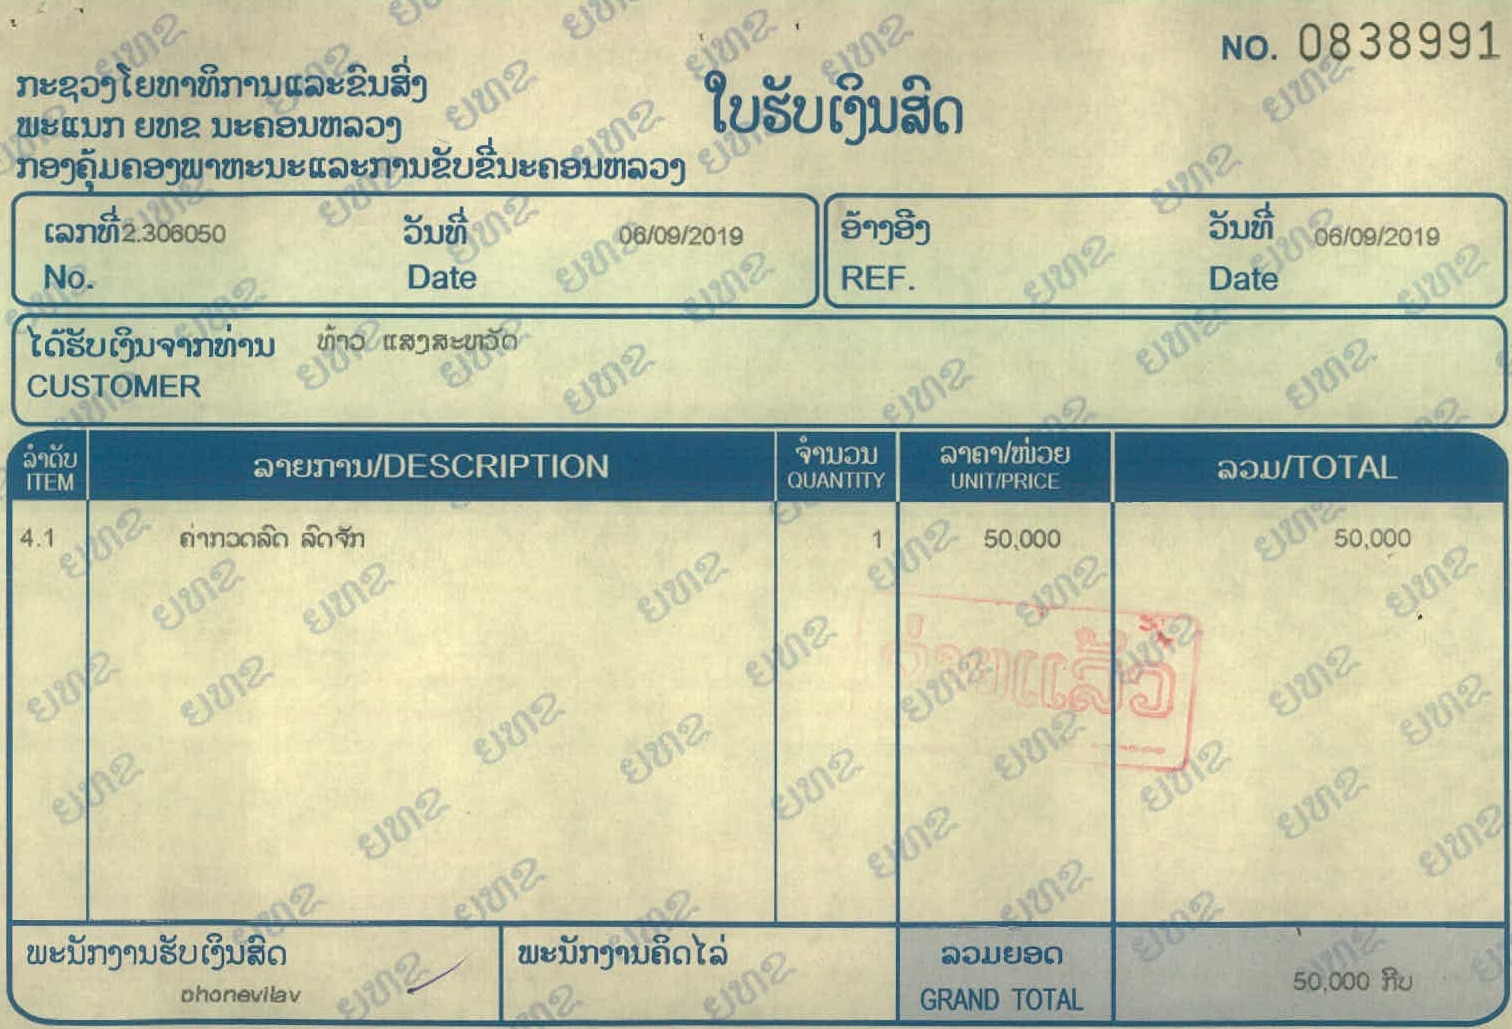 NO. 0838991
ກະຊວງໂຍທາທິການແລະຂົນສົ່ງ
ພະແນກ ຍທຂ ນະຄອນຫລວງ
ກອງຄຸ້ມຄອງພາຫະນະແລະການຂັບຂີ່ນະຄອນຫລວງ
ໃບຮັບເງິນສົດ
ເລກທີ່ 2.306050 ວັນທີ່ 06/09/2019
No. Date
ອ້າງອີງ ວັນທີ່ 06/09/2019
REF. Date
ໄດ້ຮັບເງິນຈາກທ່ານ ທ້າວ ແສງສະຫວັດ
CUSTOMER
ລຳດັບ ລາຍການ/DESCRIPTION ຈຳນວນ ລາຄາ/ໜ່ວຍ ລວມ/TOTAL
ITEM QUANTITY UNIT/PRICE
4.1 ຄ່າກວດລົດ ລົດຈັກ 1 50,000 50,000
ຈ່າຍແລ້ວ
ພະນັກງານຮັບເງິນສົດ ພະນັກງານຄິດໄລ່ ລວມຍອດ
phonevilav GRAND TOTAL 50,000 ກີບ
ຍທຂ